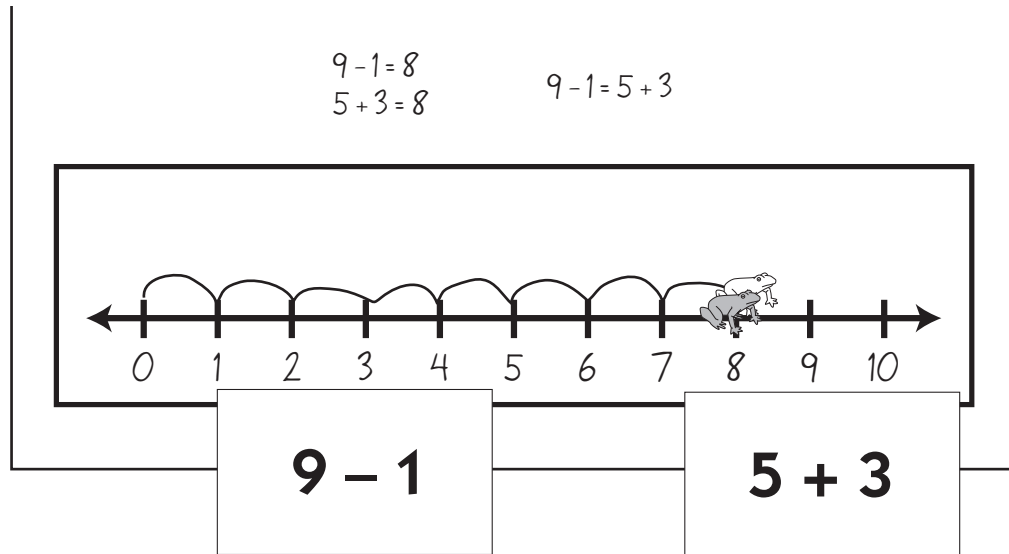 9 - 1 = 8
5 + 3 = 8
9 - 1 = 5 + 3
0 1 2 3 4 5 6 7 8 9 10
9 – 1
5 + 3